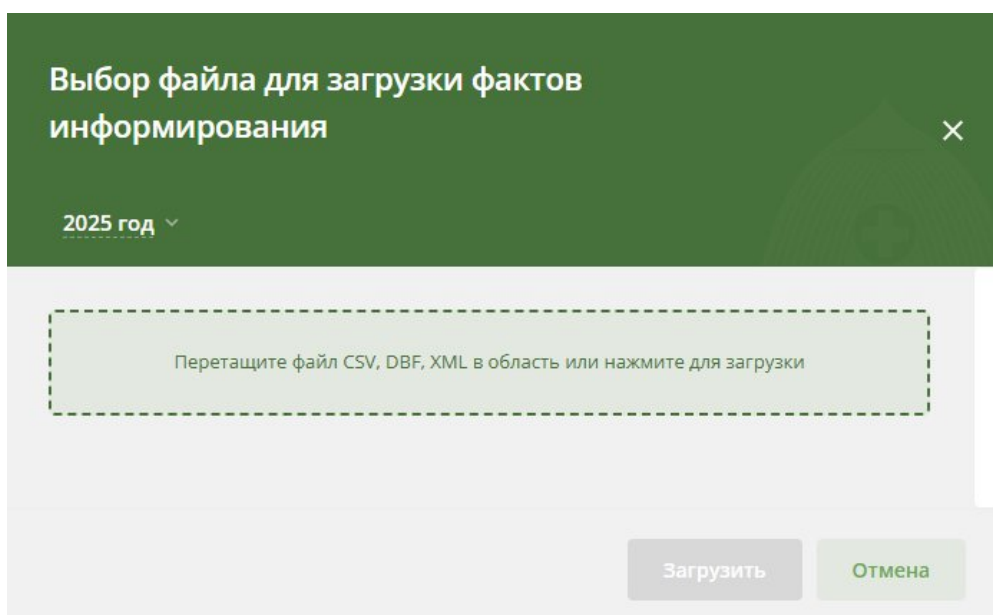 Выбор файла для загрузки фактов
информирования
2025 год
Перетащите файл CSV, DBF, XML в область или нажмите для загрузки
Загрузить
Отмена